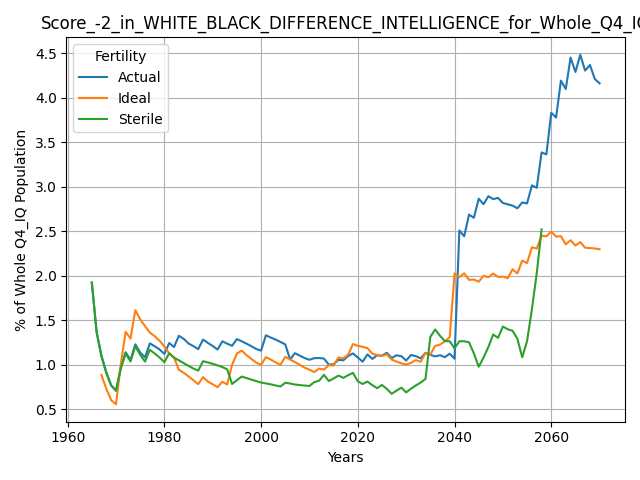 Score_-2_in_WHITE_BLACK_DIFFERENCE_INTELLIGENCE_for_Whole_Q4_IQ
Fertility
Actual
Ideal
Sterile
% of Whole Q4_IQ Population
4.5
4.0
3.5
3.0
2.5
2.0
1.5
1.0
0.5
1960 1980 2000 2020 2040 2060
Years